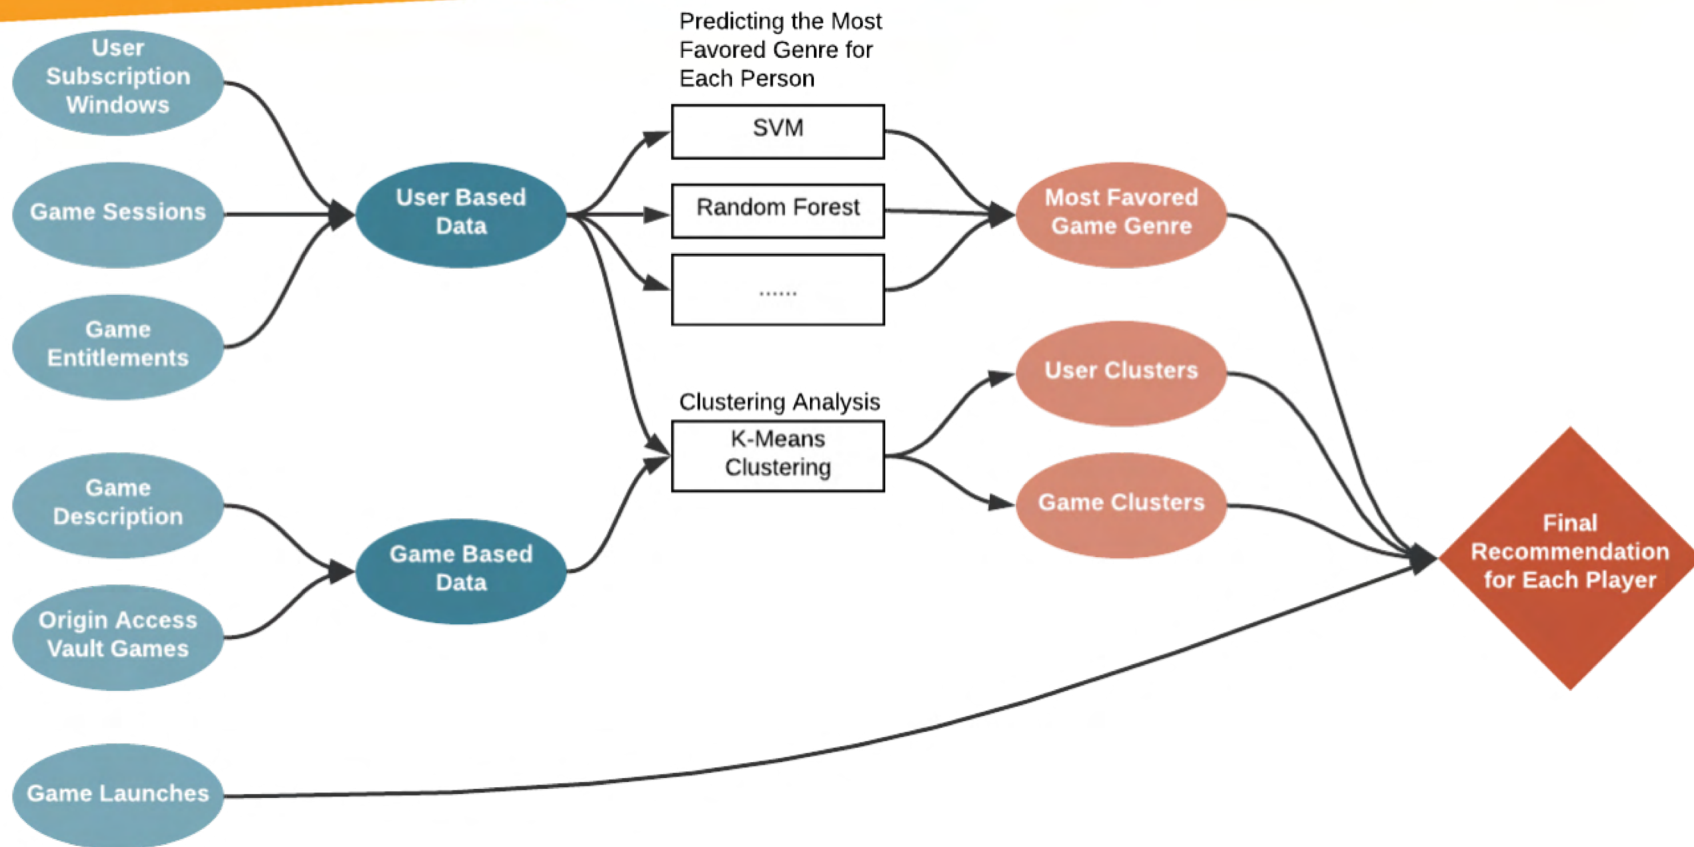 User
Subscription
Windows
Game Sessions
Game
Entitlements
Game
Description
Origin Access
Vault Games
Game Launches
User Based
Data
Game Based
Data
Predicting the Most
Favored Genre for
Each Person
SVM
Random Forest
......
Clustering Analysis
K-Means
Clustering
Most Favored
Game Genre
User Clusters
Game Clusters
Final
Recommendation
for Each Player